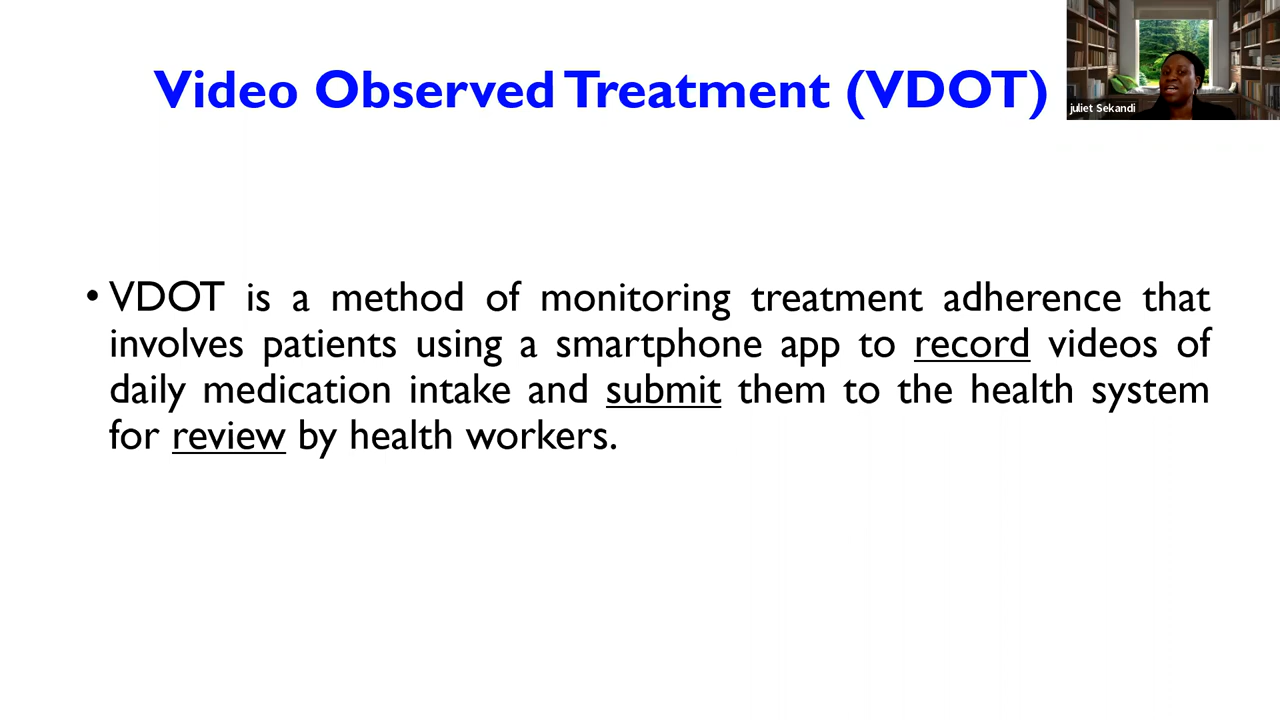 Video Observed Treatment (VDOT)
juliet Sekandi
• VDOT is a method of monitoring treatment adherence that
involves patients using a smartphone app to record videos of
daily medication intake and submit them to the health system
for review by health workers.